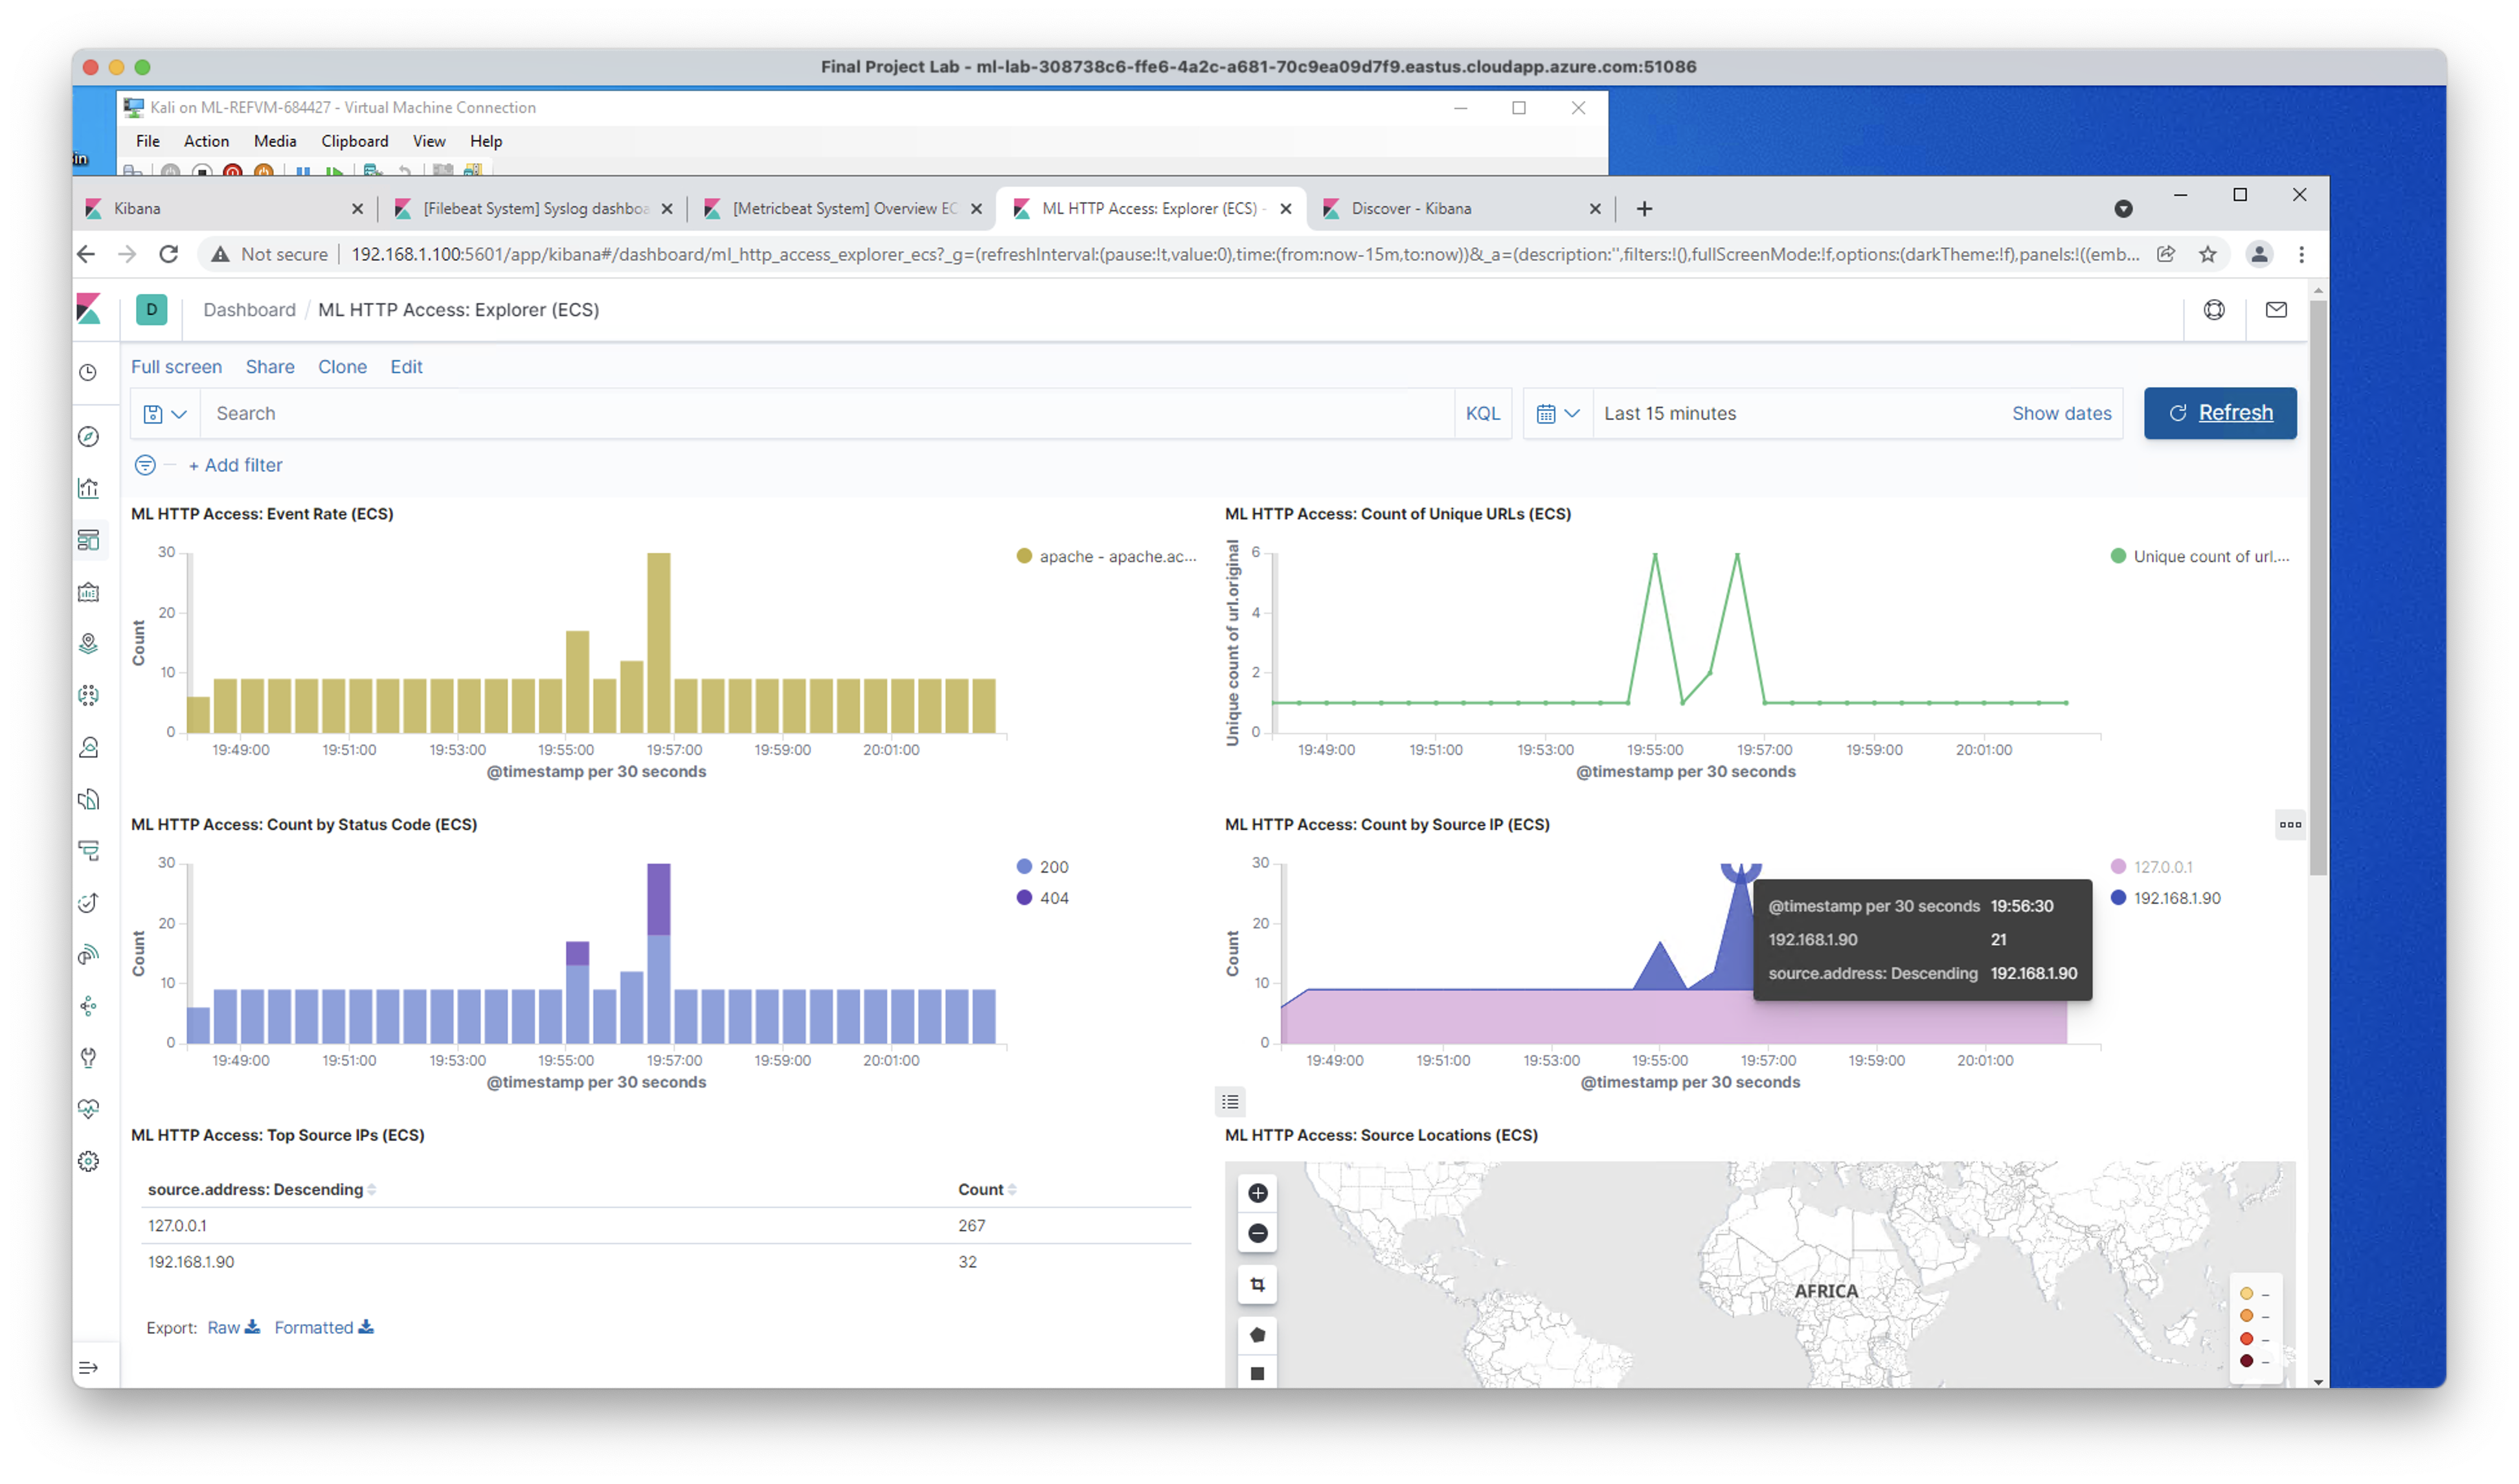 Final Project Lab - ml-lab-308738c6-ffe6-4a2c-a681-70c9ea09d7f9.eastus.cloudapp.azure.com:51086
Kali on ML-REFVM-684427 - Virtual Machine Connection
File Action Media Clipboard View Help
in
Kibana
[Filebeat System] Syslog dashboa
[Metricbeat System] Overview EC
ML HTTP Access: Explorer (ECS) -
Discover - Kibana
Not secure
192.168.1.100:5601/app/kibana#/dashboard/ml_http_access_explorer_ecs?_g=(refreshInterval:(pause:!t,value:0),time:(from:now-15m,to:now))&_a=(description:'',filters:!(),fullScreenMode:!f,options:(darkTheme:!f),panels:!((emb...
D
Dashboard / ML HTTP Access: Explorer (ECS)
Full screen Share Clone Edit
Search
KQL
Last 15 minutes
Show dates
Refresh
+ Add filter
ML HTTP Access: Event Rate (ECS)
30
20
10
0
Count
19:49:00 19:51:00 19:53:00 19:55:00 19:57:00 19:59:00 20:01:00
@timestamp per 30 seconds
apache - apache.ac...
ML HTTP Access: Count of Unique URLs (ECS)
6
4
2
0
Unique count of url.original
19:49:00 19:51:00 19:53:00 19:55:00 19:57:00 19:59:00 20:01:00
@timestamp per 30 seconds
Unique count of url....
ML HTTP Access: Count by Status Code (ECS)
30
20
10
0
Count
19:49:00 19:51:00 19:53:00 19:55:00 19:57:00 19:59:00 20:01:00
@timestamp per 30 seconds
200
404
ML HTTP Access: Count by Source IP (ECS)
30
20
10
0
Count
19:49:00 19:51:00 19:53:00 19:55:00 19:57:00 19:59:00 20:01:00
@timestamp per 30 seconds
@timestamp per 30 seconds 19:56:30
192.168.1.90 21
source.address: Descending 192.168.1.90
127.0.0.1
192.168.1.90
ML HTTP Access: Top Source IPs (ECS)
source.address: Descending Count
127.0.0.1 267
192.168.1.90 32
Export: Raw Formatted
ML HTTP Access: Source Locations (ECS)
AFRICA
–
–
–
–